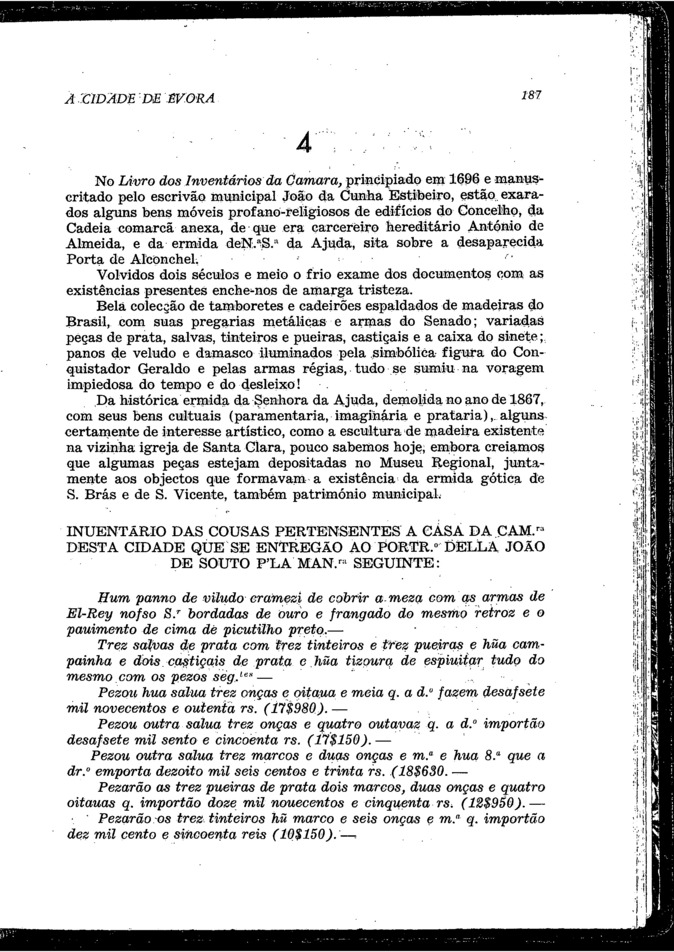 A CIDADE DE ÉVORA 187
4
No Livro dos Inventários da Camara, principiado em 1696 e manus-
critado pelo escrivão municipal João da Cunha Estibeiro, estão exara-
dos alguns bens móveis profano-religiosos de edifícios do Concelho, da
Cadeia comarcã anexa, de que era carcereiro hereditário António de
Almeida, e da ermida deN.ªS.ª da Ajuda, sita sobre a desaparecida
Porta de Alconchel.
Volvidos dois séculos e meio o frio exame dos documentos com as
existências presentes enche-nos de amarga tristeza.
Bela colecção de tamboretes e cadeirões espaldados de madeiras do
Brasil, com suas pregarias metálicas e armas do Senado; variadas
peças de prata, salvas, tinteiros e pueiras, castiçais e a caixa do sinete;
panos de veludo e damasco iluminados pela simbólica figura do Con-
quistador Geraldo e pelas armas régias, tudo se sumiu na voragem
impiedosa do tempo e do desleixo!
Da histórica ermida da Senhora da Ajuda, demolida no ano de 1867,
com seus bens cultuais (paramentaria, imaginária e prataria), alguns
certamente de interesse artístico, como a escultura de madeira existente
na vizinha igreja de Santa Clara, pouco sabemos hoje, embora creiamos
que algumas peças estejam depositadas no Museu Regional, junta-
mente aos objectos que formavam a existência da ermida gótica de
S. Brás e de S. Vicente, também património municipal.
INUENTÁRIO DAS COUSAS PERTENSENTES A CASA DA CAM.ʳᵃ
DESTA CIDADE QUE SE ENTREGÃO AO PORTR.º DELLA JOÃO
DE SOUTO P'LA MAN.ʳᵃ SEGUINTE:
Hum panno de viludo cramezi de cobrir a meza com as armas de
El-Rey nofso S.ʳ bordadas de ouro e frangado do mesmo retroz e o
pauimento de cima de picutilho preto.—
Trez salvas de prata com trez tinteiros e trez pueiras e hũa cam-
painha e dois castiçais de prata e hũa tizoura de espiuitar tudo do
mesmo com os pezos seg.ᵗᵉˢ —
Pezou hua salua trez onças e oitaua e meia q. a d.º fazem desafsete
mil novecentos e outenta rs. (17$980). —
Pezou outra salua trez onças e quatro outavaz q. a d.º importão
desafsete mil sento e cincoenta rs. (17$150). —
Pezou outra salua trez marcos e duas onças e m.ª e hua 8.ª que a
dr.º emporta dezoito mil seis centos e trinta rs. (18$630. —
Pezarão as trez pueiras de prata dois marcos, duas onças e quatro
oitauas q. importão doze mil nouecentos e cinquenta rs. (12$950). —
Pezarão os trez tinteiros hũ marco e seis onças e m.ª q. importão
dez mil cento e sincoenta reis (10$150). —